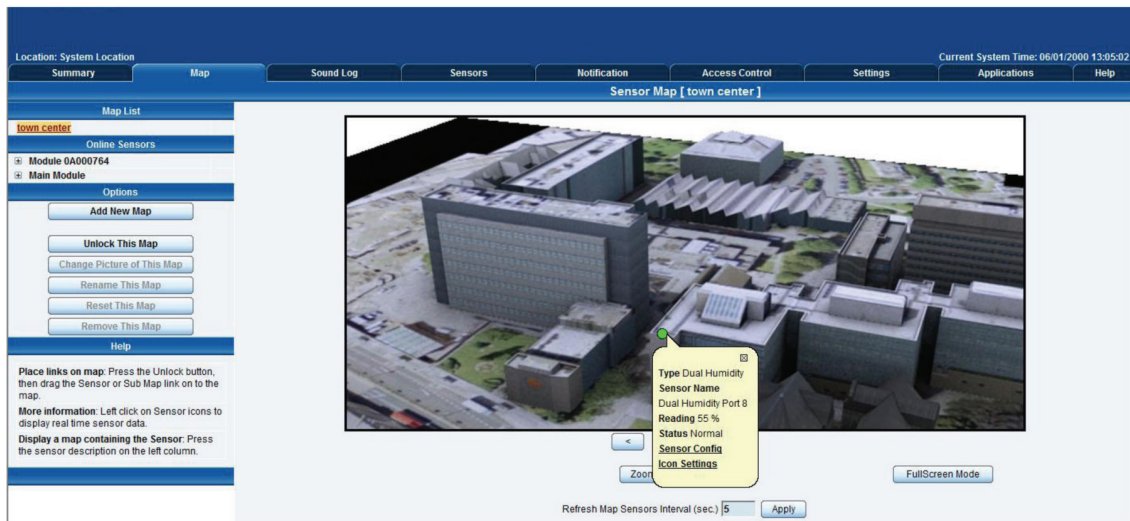 Location: System Location
Current System Time: 06/01/2000 13:05:02
Summary Map Sound Log Sensors Notification Access Control Settings Applications Help
Sensor Map [ town center ]
Map List
town center
Online Sensors
Module 0A000764
Main Module
Options
Add New Map
Unlock This Map
Change Picture of This Map
Rename This Map
Reset This Map
Remove This Map
Help
Place links on map: Press the Unlock button,
then drag the Sensor or Sub Map link on to the
map.
More information: Left click on Sensor icons to
display real time sensor data.
Display a map containing the Sensor: Press
the sensor description on the left column.
Type Dual Humidity
Sensor Name
Dual Humidity Port 8
Reading 55 %
Status Normal
Sensor Config
Icon Settings
<
Zoom
FullScreen Mode
Refresh Map Sensors Interval (sec.) 5 Apply